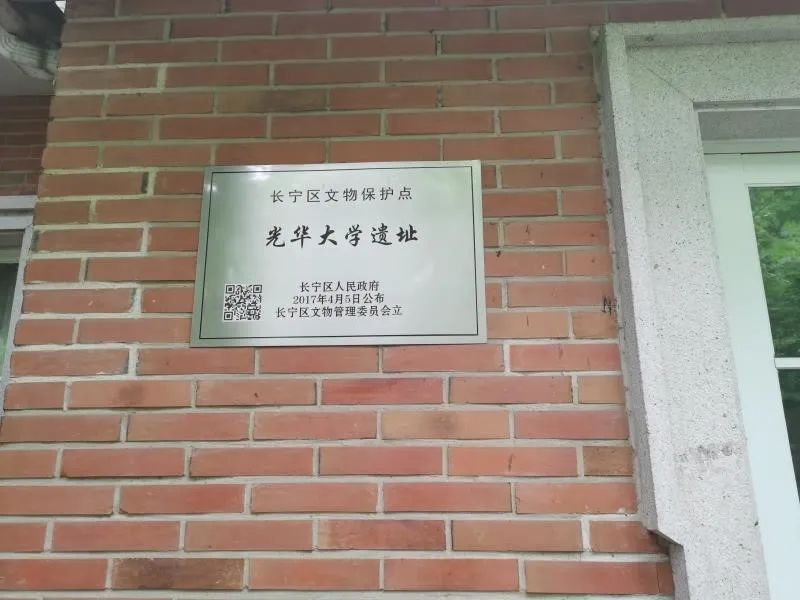 长宁区文物保护点
光华大学遗址
长宁区人民政府
2017年4月5日公布
长宁区文物管理委员会立